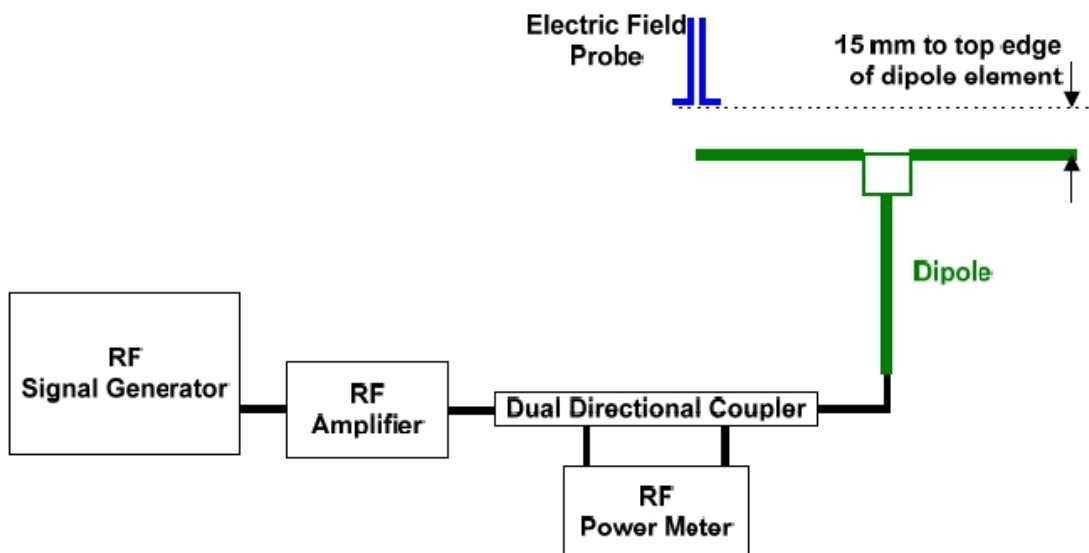 Electric Field
Probe
15 mm to top edge
of dipole element
Dipole
RF
Signal Generator
RF
Amplifier
Dual Directional Coupler
RF
Power Meter